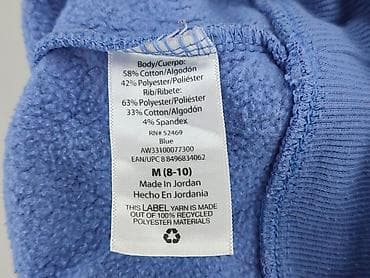 Body/Cuerpo:
58% Cotton/Algodón
42% Polyester/Poliéster
Rib/Ribete:
63% Polyester/Poliéster
33% Cotton/Algodón
4% Spandex
RN# 52469
Blue
AW33100077300
EAN/UPC 8 8496834062
M (8-10)
Made In Jordan
Hecho En Jordania
THIS LABEL YARN IS MADE
OUT OF 100% RECYCLED
POLYESTER MATERIALS